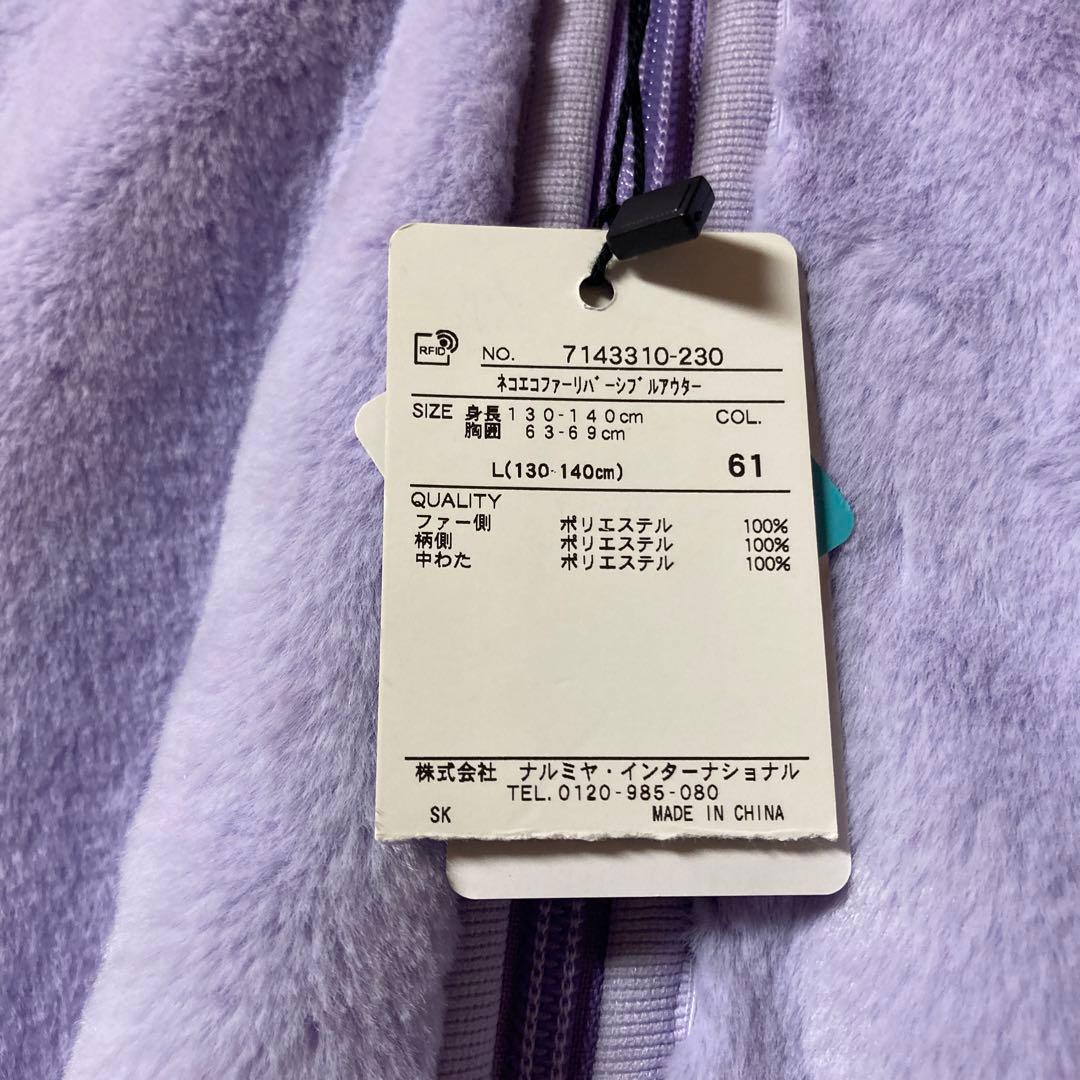 RFID NO. 7143310-230
ﾈｺｴｺﾌｧｰﾘﾊﾞｰｼﾌﾞﾙｱｳﾀｰ
SIZE 身長 130-140cm COL.
胸囲 63-69cm
L(130-140cm) 61
QUALITY
ファー側 ポリエステル 100%
柄側 ポリエステル 100%
中わた ポリエステル 100%
株式会社 ナルミヤ・インターナショナル
TEL.0120-985-080
SK MADE IN CHINA